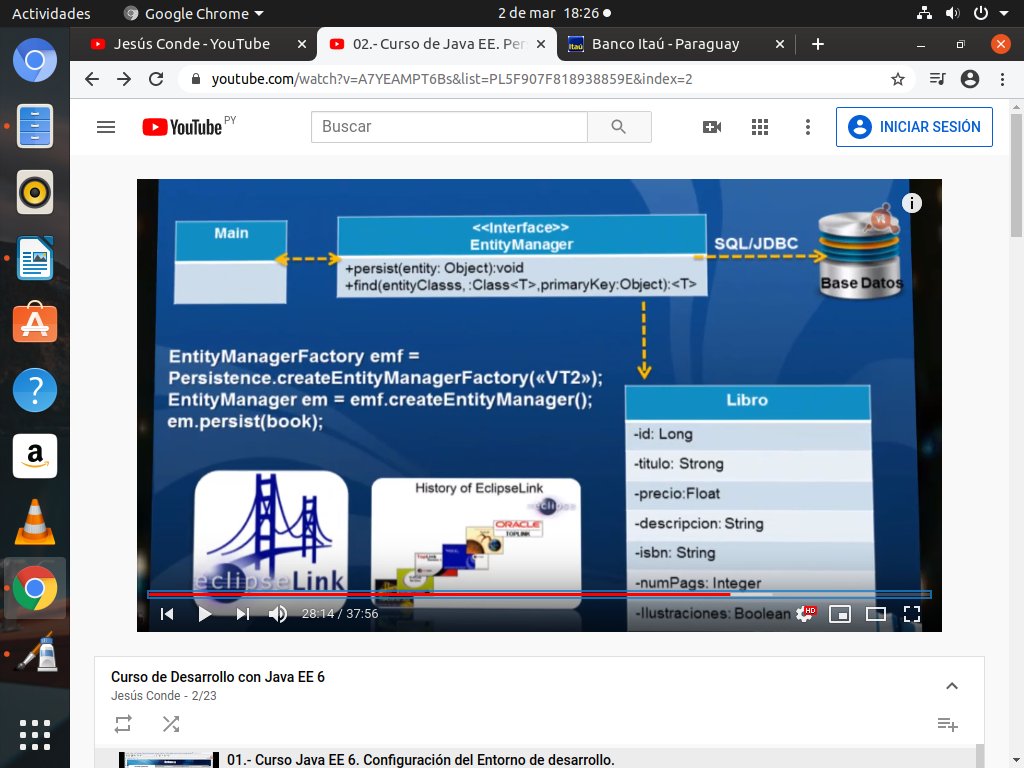 Actividades
Google Chrome
2 de mar 18:26
Jesús Conde - YouTube
02.- Curso de Java EE. Per
Itaú
Banco Itaú - Paraguay
youtube.com/watch?v=A7YEAMPT6Bs&list=PL5F907F818938859E&index=2
YouTube PY
Buscar
INICIAR SESIÓN
Main
<<Interface>>
EntityManager
+persist(entity: Object):void
+find(entityClasss, :Class<T>,primaryKey:Object):<T>
SQL/JDBC
Base Datos
EntityManagerFactory emf =
Persistence.createEntityManagerFactory(«VT2»);
EntityManager em = emf.createEntityManager();
em.persist(book);
Libro
-id: Long
-titulo: Strong
-precio:Float
-descripcion: String
-isbn: String
-numPags: Integer
-Ilustraciones: Boolean
eclipseLink
History of EclipseLink
eclipse
ORACLE
TOPLINK
TopLink
28:14 / 37:56
HD
Curso de Desarrollo con Java EE 6
Jesús Conde - 2/23
01.- Curso Java EE 6. Configuración del Entorno de desarrollo.